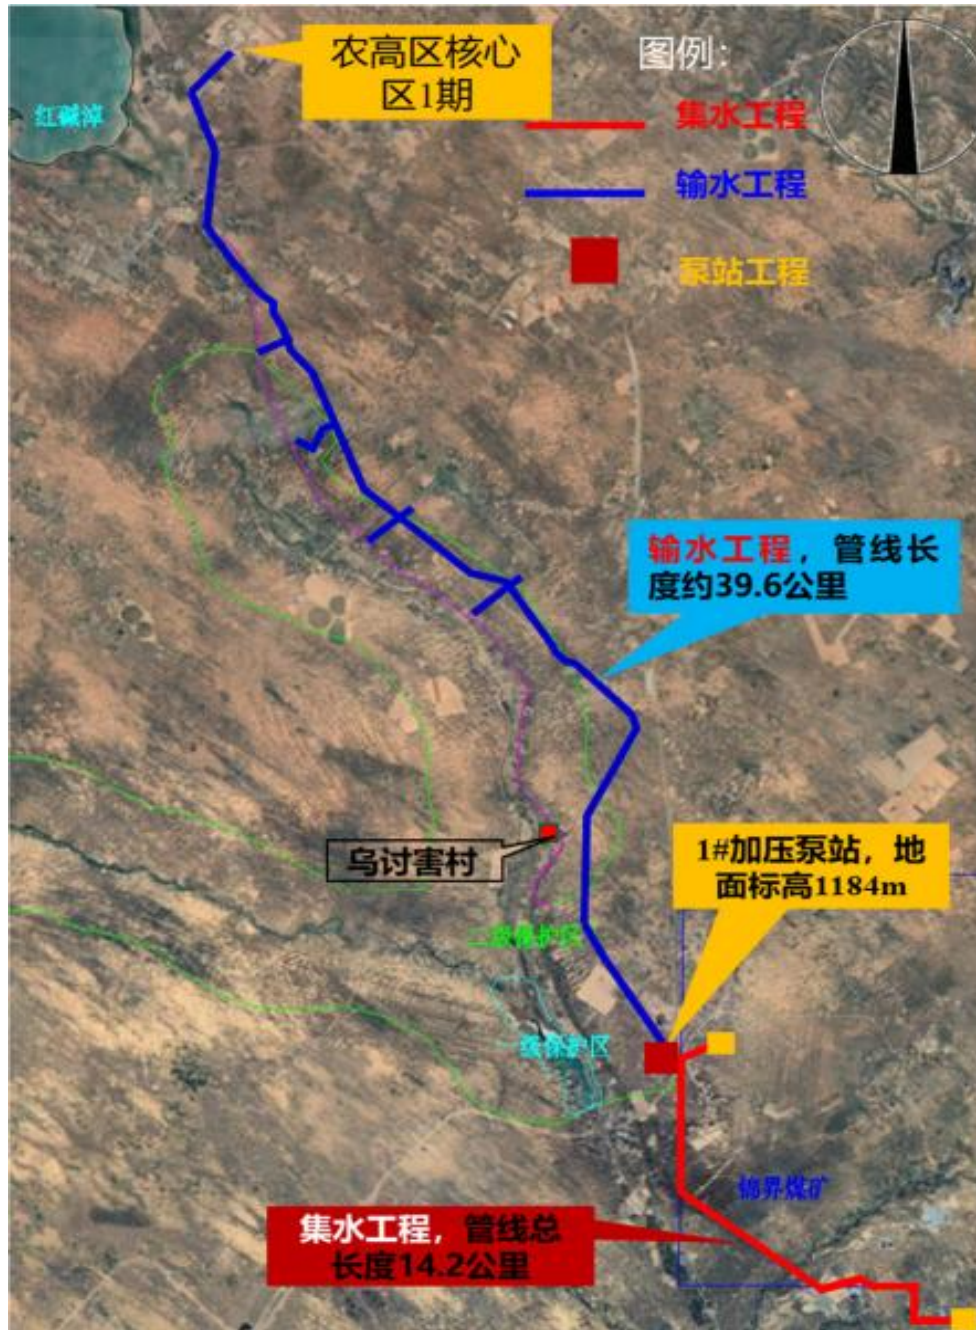 农高区核心
区1期
图例:
红碱淖
集水工程
输水工程
泵站工程
输水工程，管线长
度约39.6公里
1#加压泵站，地
面标高1184m
乌讨害村
二级保护区
一级保护区
锦界煤矿
集水工程，管线总
长度14.2公里